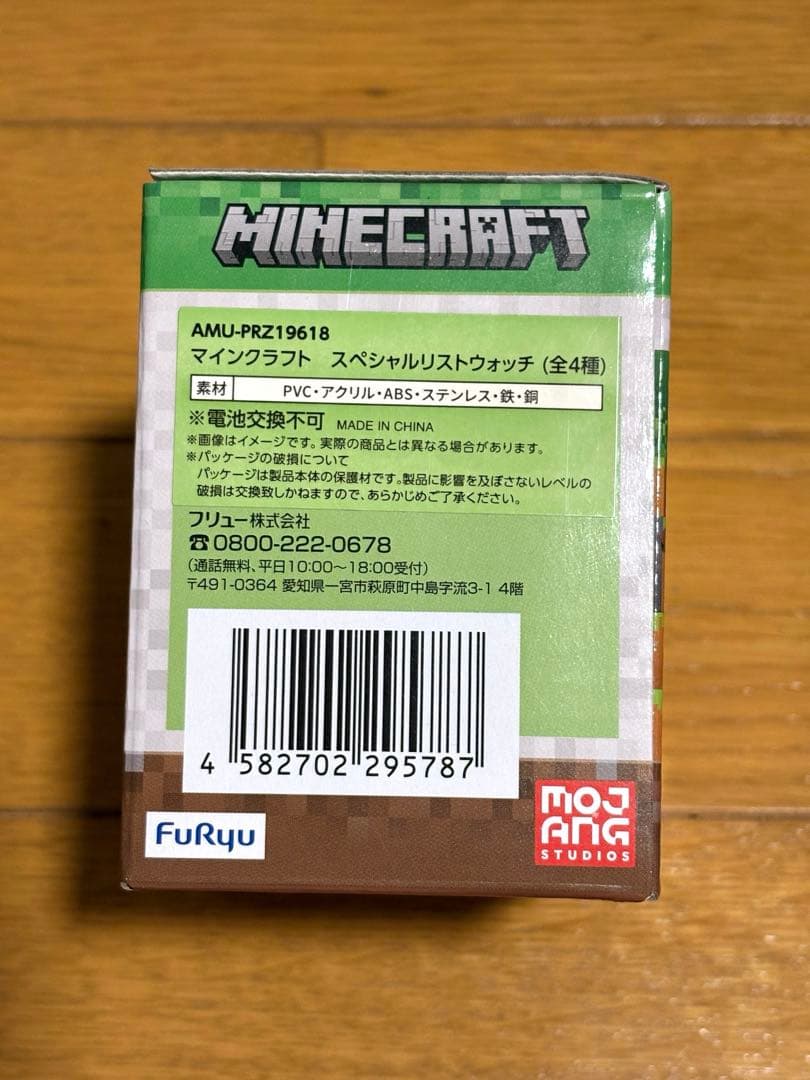 MINECRAFT
AMU-PRZ19618
マインクラフト　スペシャルリストウォッチ (全4種)
素材 PVC・アクリル・ABS・ステンレス・鉄・銅
※電池交換不可 MADE IN CHINA
※画像はイメージです。実際の商品とは異なる場合があります。
※パッケージの破損について
パッケージは製品本体の保護材です。製品に影響を及ぼさないレベルの
破損は交換致しかねますので、あらかじめご了承ください。
フリュー株式会社
☎0800-222-0678
(通話無料、平日10:00〜18:00受付)
〒491-0364 愛知県一宮市萩原町中島字流3-1 4階
4 582702 295787
FuRyu
MOJ
ANG
STUDIOS